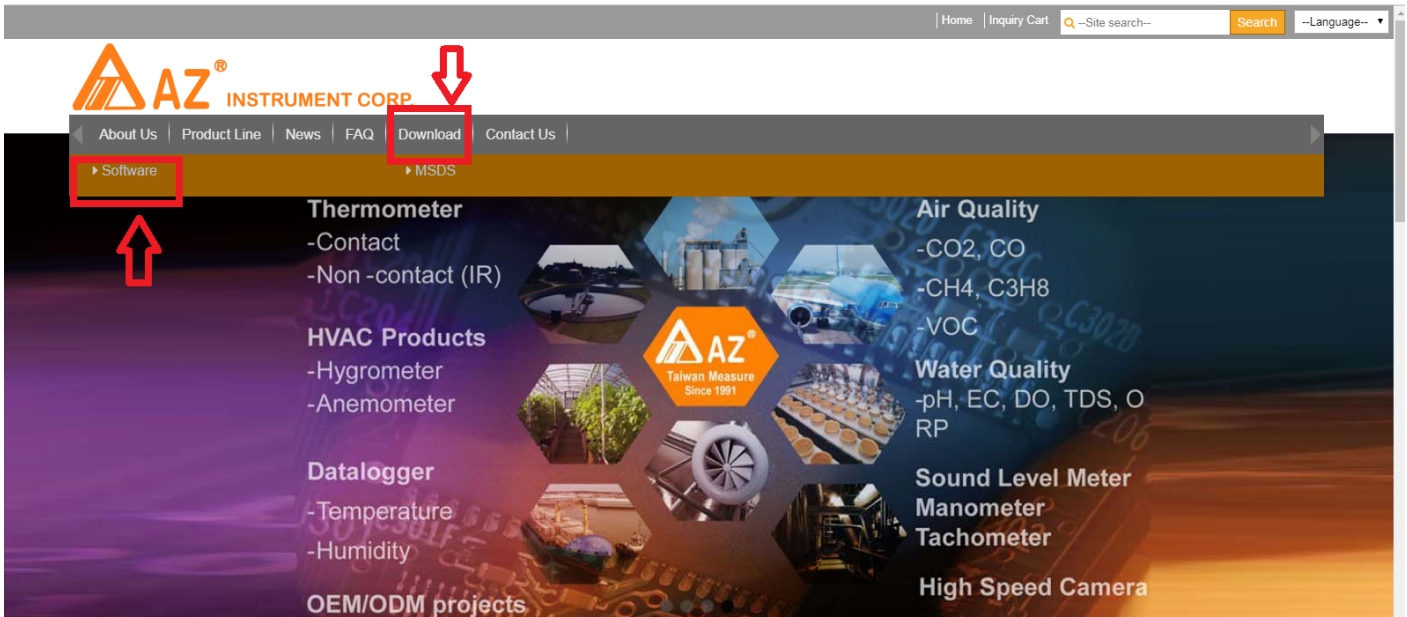 Home
Inquiry Cart
--Site search--
Search
--Language--
AZ®
INSTRUMENT CORP.
About Us
Product Line
News
FAQ
Download
Contact Us
Software
MSDS
Thermometer
-Contact
-Non -contact (IR)
HVAC Products
-Hygrometer
-Anemometer
Datalogger
-Temperature
-Humidity
OEM/ODM projects
AZ®
Taiwan Measure
Since 1991
Air Quality
-CO2, CO
-CH4, C3H8
-VOC
Water Quality
-pH, EC, DO, TDS, O
RP
Sound Level Meter
Manometer
Tachometer
High Speed Camera
C302B
C206